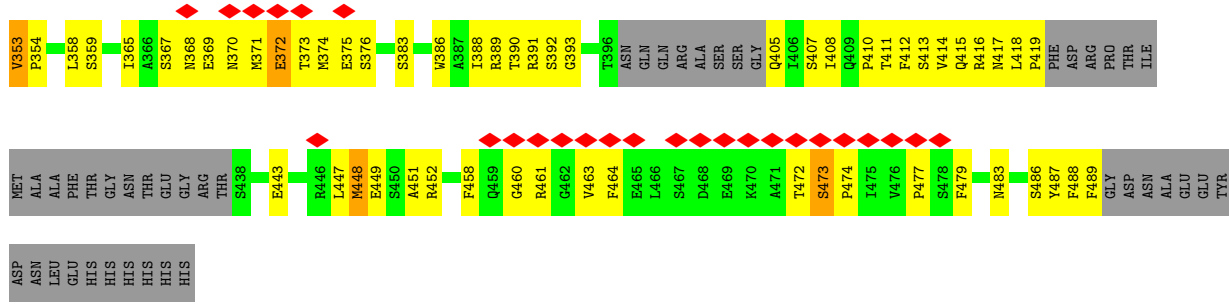 V353 P354 L358 S359 I365 A366 S367 N368 E369 N370 M371 E372 T373 M374 E375 S376 S383 W386 A387 I388 R389 T390 R391 S392 G393 T396 ASN GLN GLN ARG ALA SER SER GLY Q405 I406 S407 I408 Q409 P410 T411 F412 S413 V414 Q415 R416 N417 L418 P419 PHE ASP ARG PRO THR ILE
MET ALA ALA PHE THR GLY ASN THR GLU GLY ARG THR S438 E443 R446 L447 M448 E449 S450 A451 R452 F458 Q459 G460 R461 G462 V463 F464 E465 L466 S467 D468 E469 K470 A471 T472 S473 P474 I475 V476 P477 S478 F479 N483 S486 Y487 F488 F489 GLY ASP ASN ALA GLU GLU TYR
ASP ASN LEU GLU HIS HIS HIS HIS HIS HIS